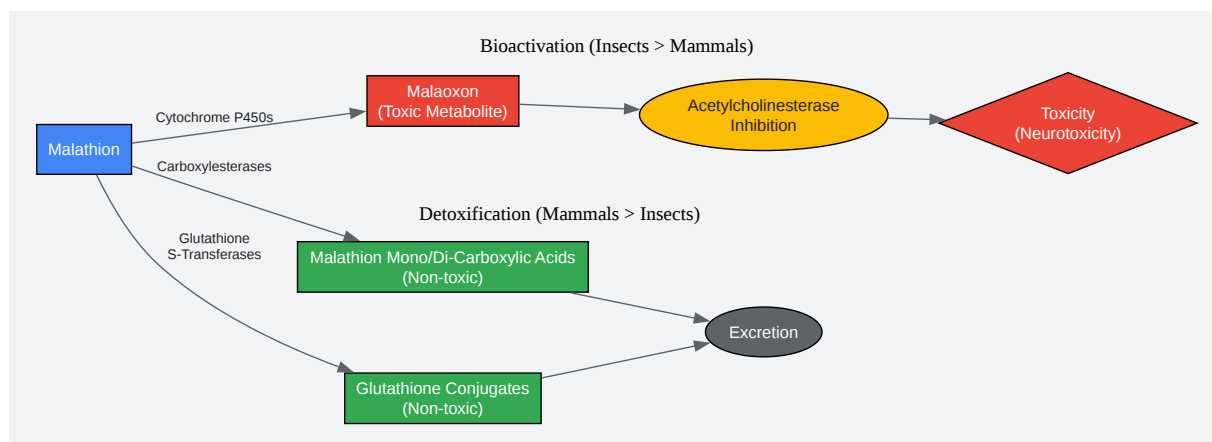 Bioactivation (Insects > Mammals)
Malaoxon
(Toxic Metabolite)
Acetylcholinesterase
Inhibition
Toxicity
(Neurotoxicity)
Cytochrome P450s
Malathion
Carboxylesterases
Detoxification (Mammals > Insects)
Glutathione
S-Transferases
Malathion Mono/Di-Carboxylic Acids
(Non-toxic)
Excretion
Glutathione Conjugates
(Non-toxic)